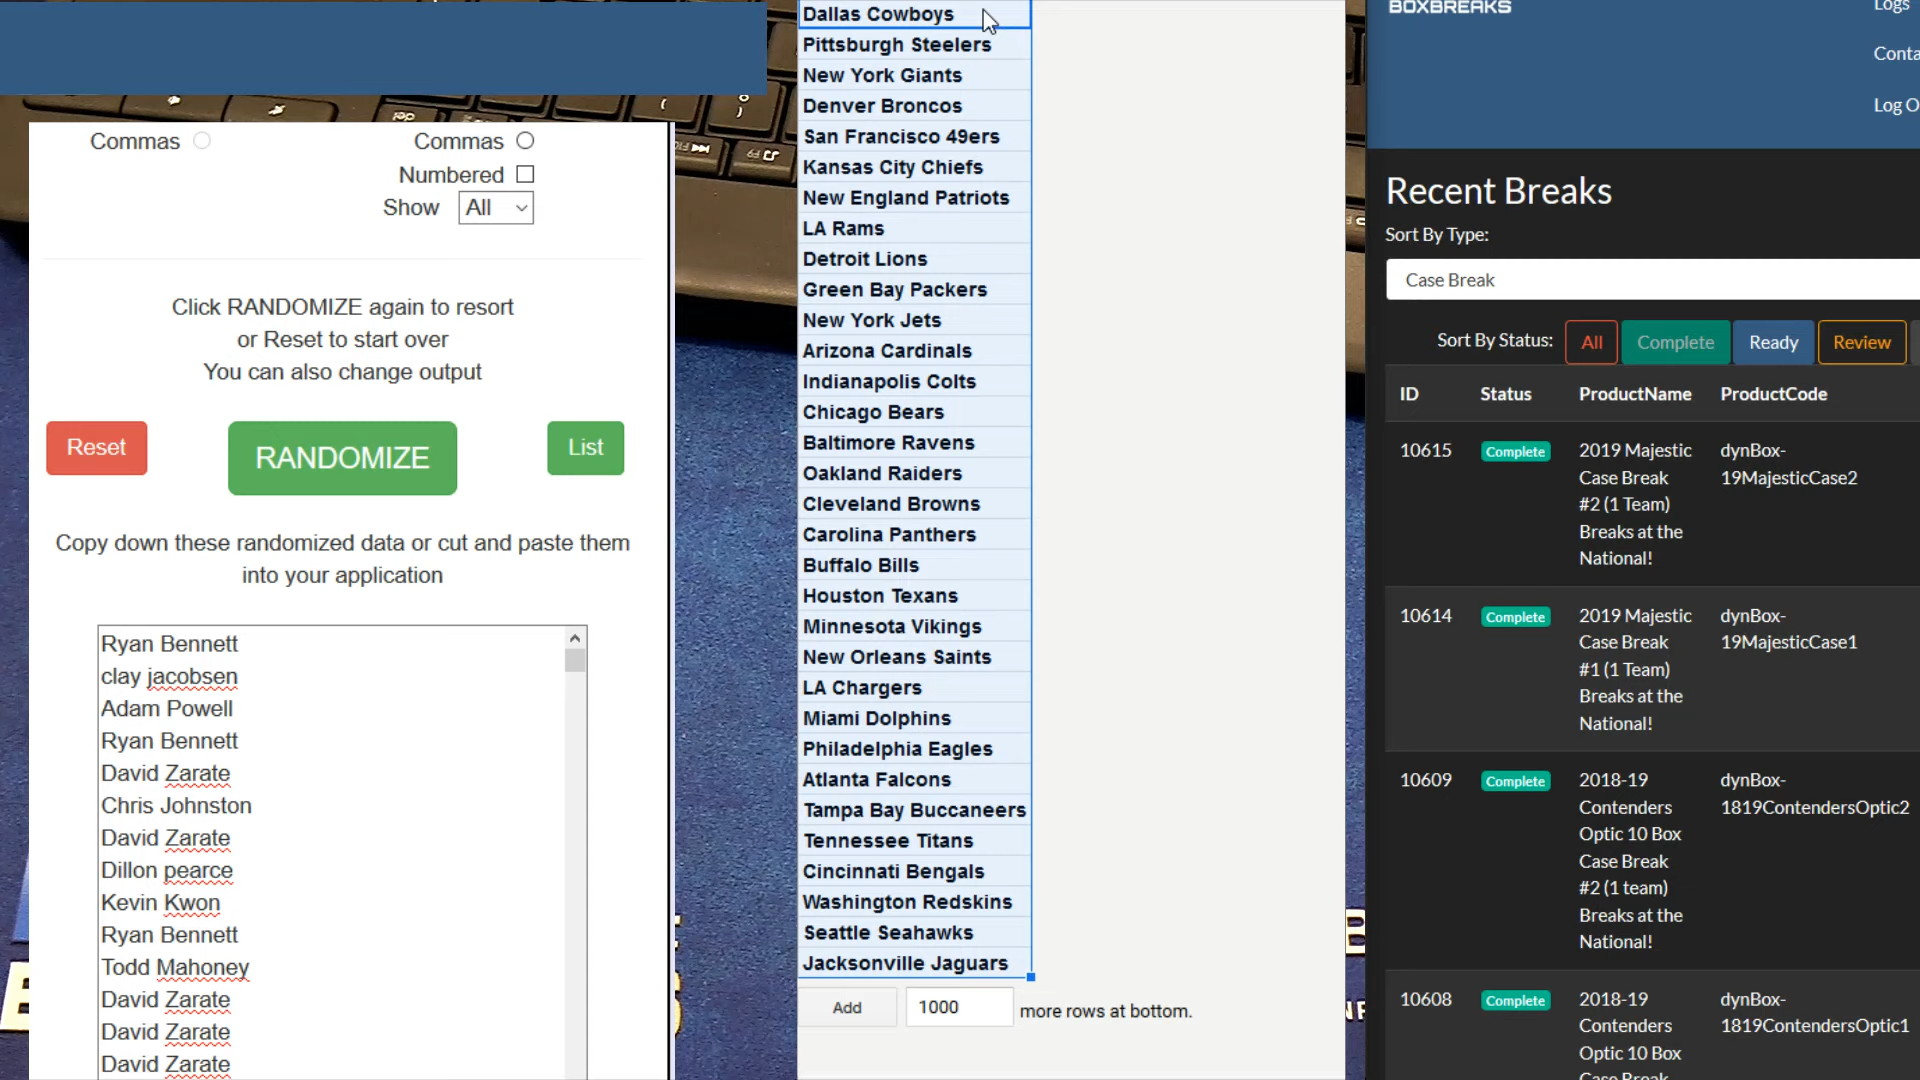 Commas
Commas
Numbered
Show All
Click RANDOMIZE again to resort
or Reset to start over
You can also change output
Reset
RANDOMIZE
List
Copy down these randomized data or cut and paste them
into your application
Ryan Bennett
clay jacobsen
Adam Powell
Ryan Bennett
David Zarate
Chris Johnston
David Zarate
Dillon pearce
Kevin Kwon
Ryan Bennett
Todd Mahoney
David Zarate
David Zarate
David Zarate
Dallas Cowboys
Pittsburgh Steelers
New York Giants
Denver Broncos
San Francisco 49ers
Kansas City Chiefs
New England Patriots
LA Rams
Detroit Lions
Green Bay Packers
New York Jets
Arizona Cardinals
Indianapolis Colts
Chicago Bears
Baltimore Ravens
Oakland Raiders
Cleveland Browns
Carolina Panthers
Buffalo Bills
Houston Texans
Minnesota Vikings
New Orleans Saints
LA Chargers
Miami Dolphins
Philadelphia Eagles
Atlanta Falcons
Tampa Bay Buccaneers
Tennessee Titans
Cincinnati Bengals
Washington Redskins
Seattle Seahawks
Jacksonville Jaguars
Add 1000 more rows at bottom.
BOXBREAKS
Logs
Conta
Log O
Recent Breaks
Sort By Type:
Case Break
Sort By Status: All Complete Ready Review
ID Status ProductName ProductCode
10615 Complete 2019 Majestic dynBox-
Case Break 19MajesticCase2
#2 (1 Team)
Breaks at the
National!
10614 Complete 2019 Majestic dynBox-
Case Break 19MajesticCase1
#1 (1 Team)
Breaks at the
National!
10609 Complete 2018-19 dynBox-
Contenders 1819ContendersOptic2
Optic 10 Box
Case Break
#2 (1 team)
Breaks at the
National!
10608 Complete 2018-19 dynBox-
Contenders 1819ContendersOptic1
Optic 10 Box
Case Break